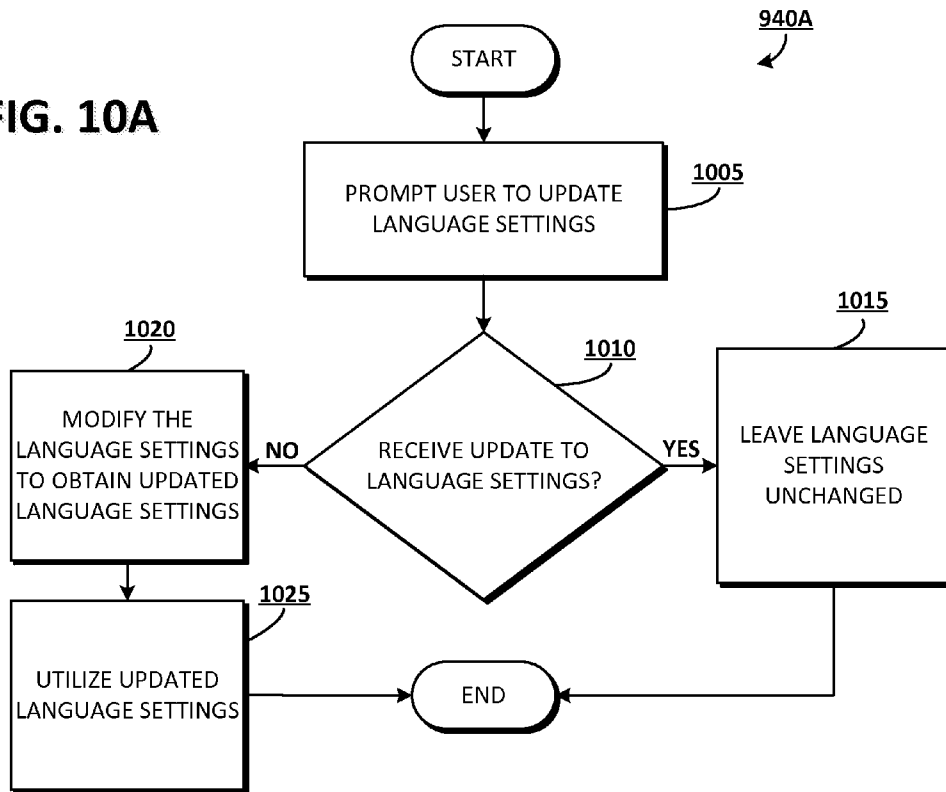 940A
START
FIG. 10A
1005
PROMPT USER TO UPDATE
LANGUAGE SETTINGS
1020
1010
1015
MODIFY THE
LANGUAGE SETTINGS
TO OBTAIN UPDATED
LANGUAGE SETTINGS
NO
RECEIVE UPDATE TO
LANGUAGE SETTINGS?
YES
LEAVE LANGUAGE
SETTINGS
UNCHANGED
1025
UTILIZE UPDATED
LANGUAGE SETTINGS
END